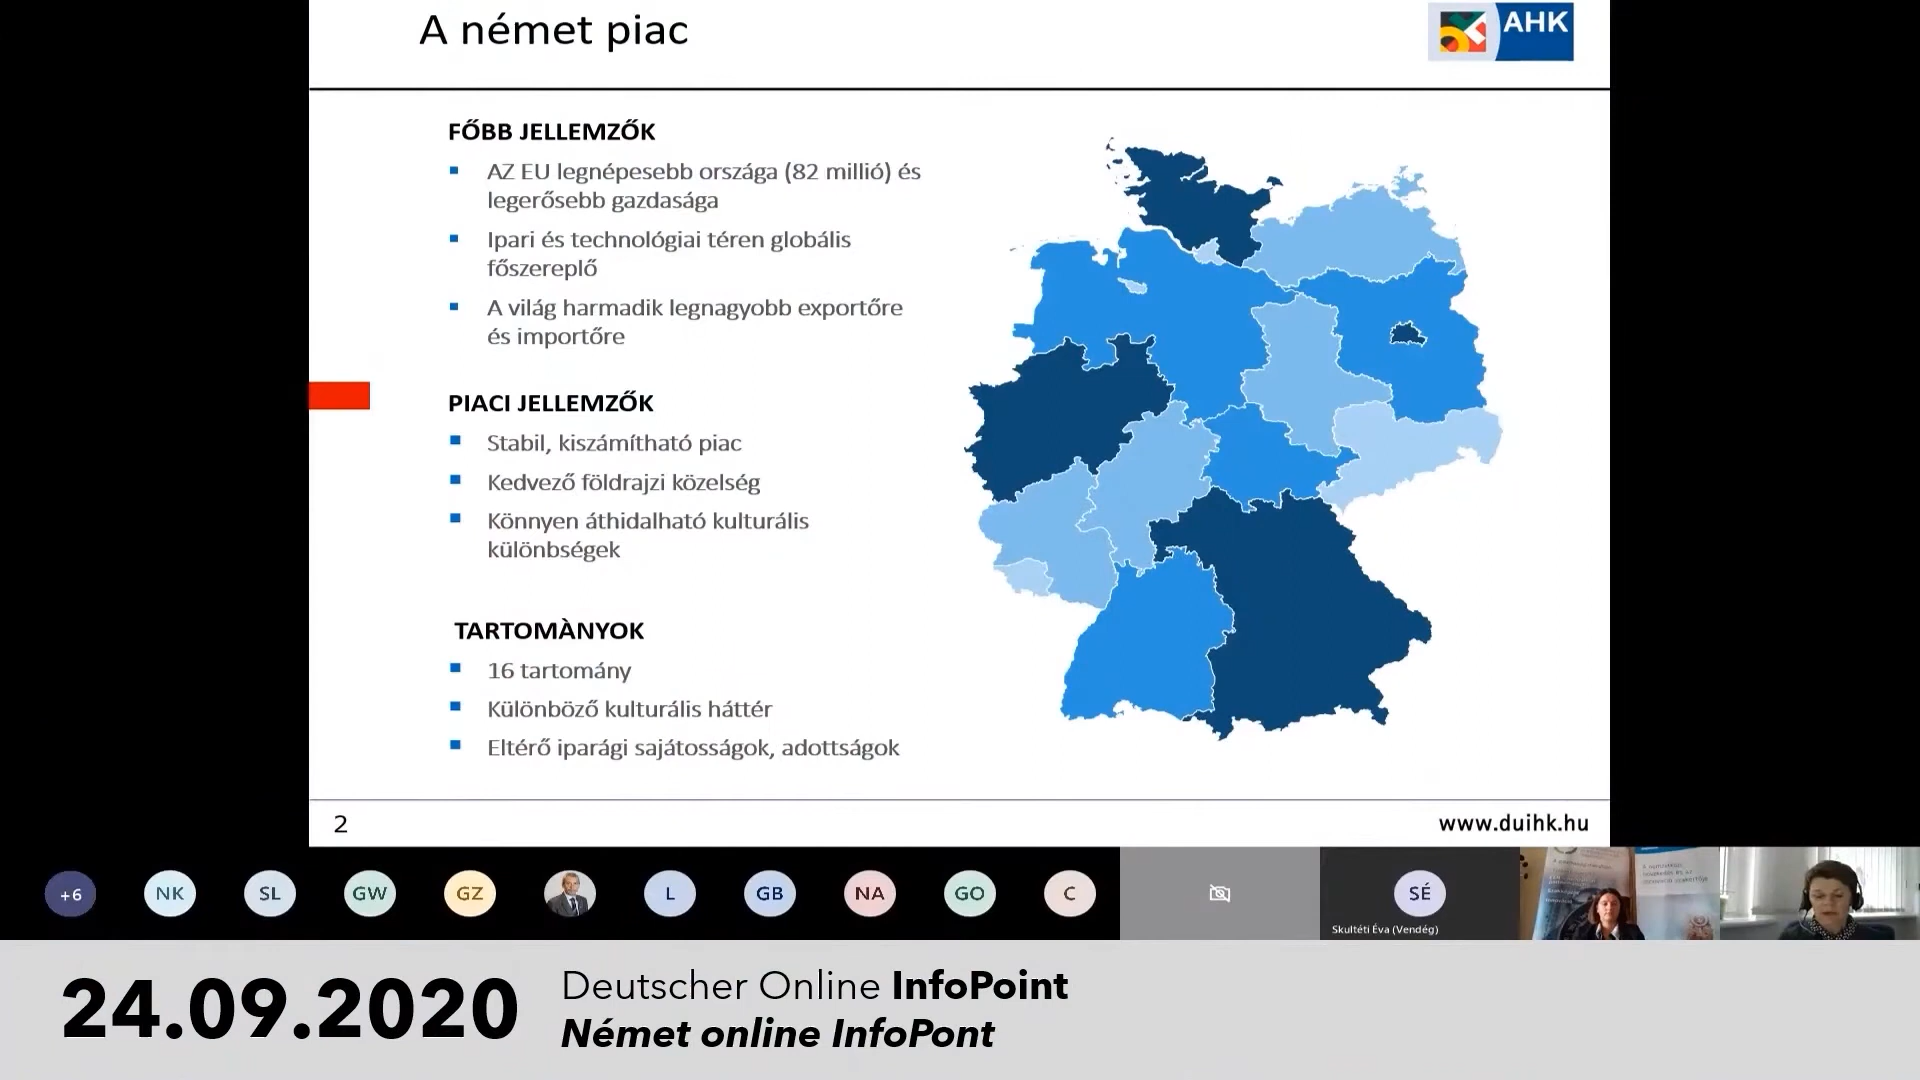 A német piac
AHK
FŐBB JELLEMZŐK
AZ EU legnépesebb országa (82 millió) és
legerősebb gazdasága
Ipari és technológiai téren globális
főszereplő
A világ harmadik legnagyobb exportőre
és importőre
PIACI JELLEMZŐK
Stabil, kiszámítható piac
Kedvező földrajzi közelség
Könnyen áthidalható kulturális
különbségek
TARTOMÀNYOK
16 tartomány
Különböző kulturális háttér
Eltérő iparági sajátosságok, adottságok
2
www.duihk.hu
+6
NK
SL
GW
GZ
L
GB
NA
GO
C
SÉ
Skultéti Éva (Vendég)
24.09.2020
Deutscher Online InfoPoint
Német online InfoPont